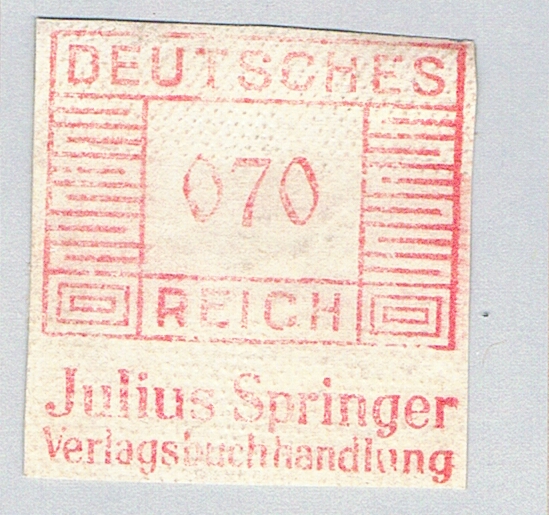 DEUTSCHES
070
REICH
Julius Springer
Verlagsbuchhandlung